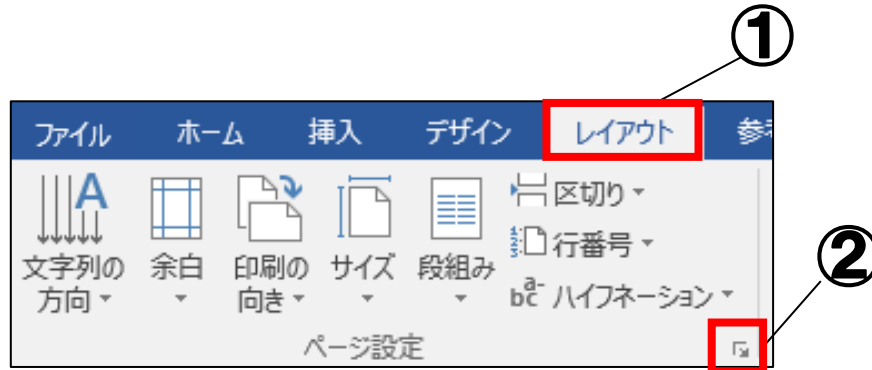 ①
ファイル ホーム 挿入 デザイン レイアウト 参
文字列の方向 余白 印刷の向き サイズ 段組み
区切り
行番号
ハイフネーション
②
ページ設定